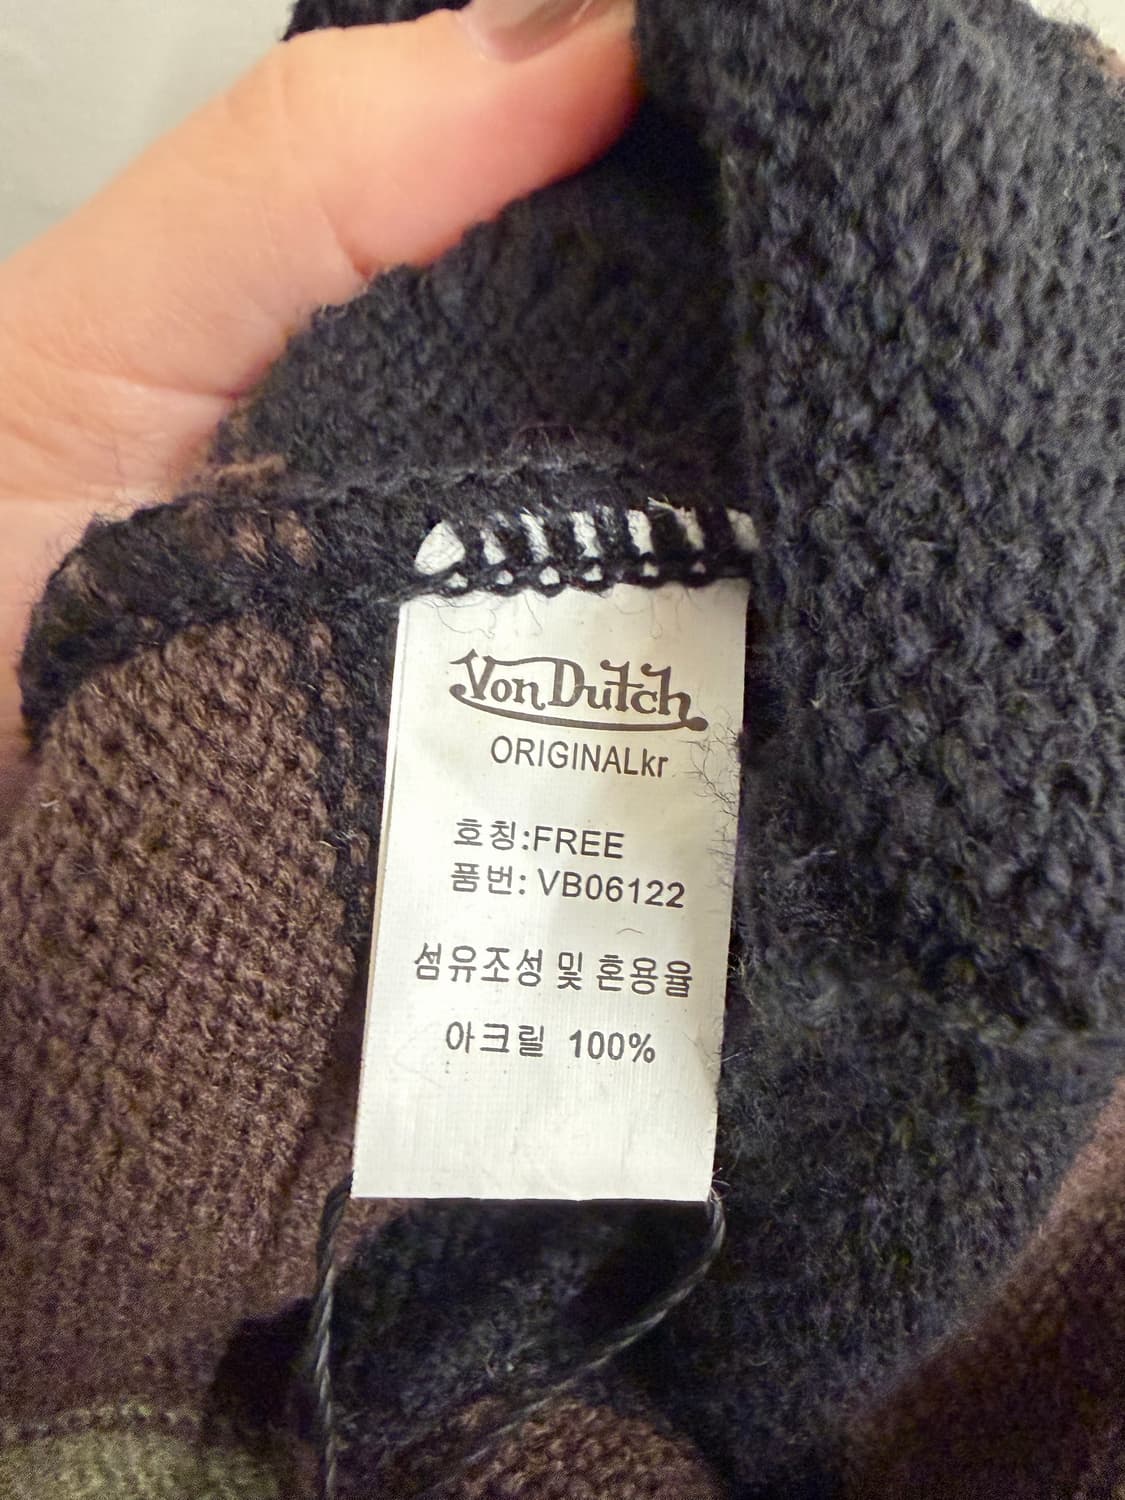 Von Dutch
ORIGINALkr
호칭:FREE
품번: VB06122
섬유조성 및 혼용율
아크릴 100%